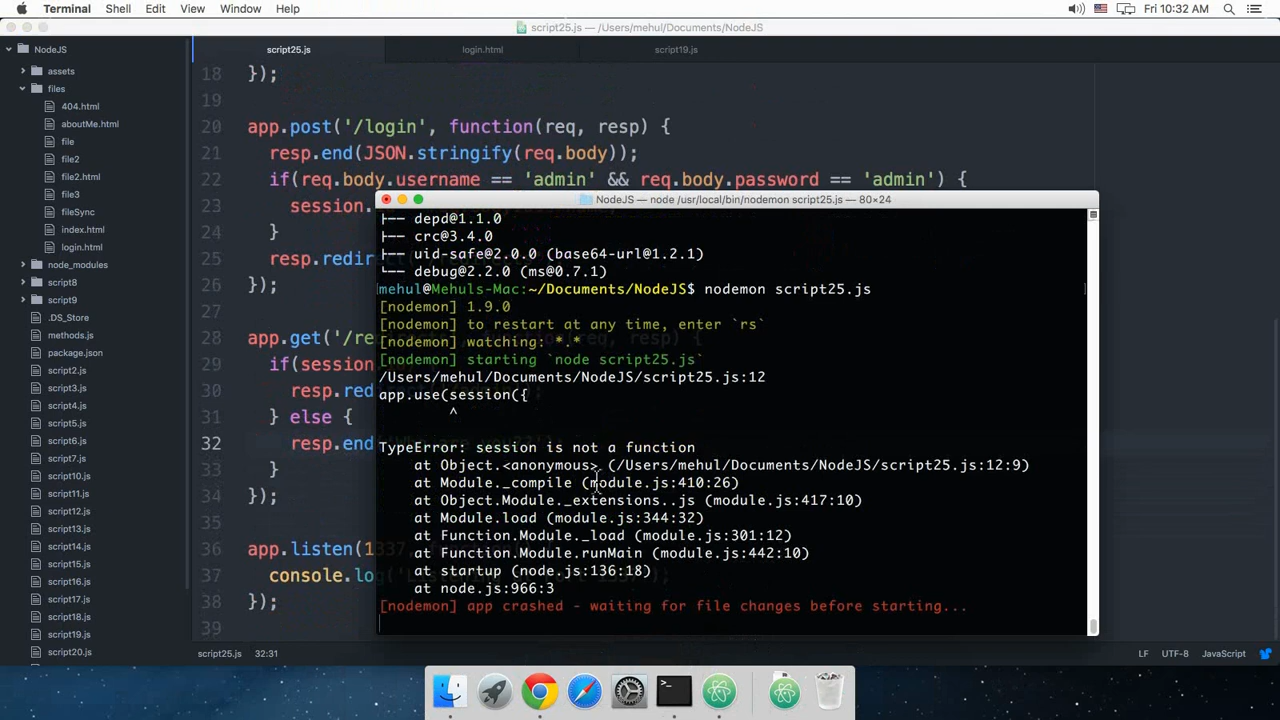 Terminal Shell Edit View Window Help Fri 10:32 AM
script25.js — /Users/mehul/Documents/NodeJS
NodeJS
assets
files
404.html
aboutMe.html
file
file2
file2.html
file3
fileSync
index.html
login.html
node_modules
script8
script9
.DS_Store
methods.js
package.json
script2.js
script3.js
script4.js
script5.js
script6.js
script7.js
script10.js
script11.js
script12.js
script13.js
script14.js
script15.js
script16.js
script17.js
script18.js
script19.js
script20.js
script25.js login.html script19.js
18 });
19
20 app.post('/login', function(req, resp) {
21 resp.end(JSON.stringify(req.body));
22 if(req.body.username == 'admin' && req.body.password == 'admin') {
23 session.
24 }
25 resp.redir
26 });
27
28 app.get('/re function(req, resp) {
29 if(session
30 resp.red
31 } else {
32 resp.end
33 }
34 });
35
36 app.listen(1337
37 console.log('Listening
38 });
39
NodeJS — node /usr/local/bin/nodemon script25.js — 80×24
├── depd@1.1.0
├── crc@3.4.0
├── uid-safe@2.0.0 (base64-url@1.2.1)
└── debug@2.2.0 (ms@0.7.1)
mehul@Mehuls-Mac:~/Documents/NodeJS$ nodemon script25.js
[nodemon] 1.9.0
[nodemon] to restart at any time, enter `rs`
[nodemon] watching: *.*
[nodemon] starting `node script25.js`
/Users/mehul/Documents/NodeJS/script25.js:12
app.use(session({
^
TypeError: session is not a function
at Object.<anonymous> (/Users/mehul/Documents/NodeJS/script25.js:12:9)
at Module._compile (module.js:410:26)
at Object.Module._extensions..js (module.js:417:10)
at Module.load (module.js:344:32)
at Function.Module._load (module.js:301:12)
at Function.Module.runMain (module.js:442:10)
at startup (node.js:136:18)
at node.js:966:3
[nodemon] app crashed - waiting for file changes before starting...
script25.js 32:31 LF UTF-8 JavaScript